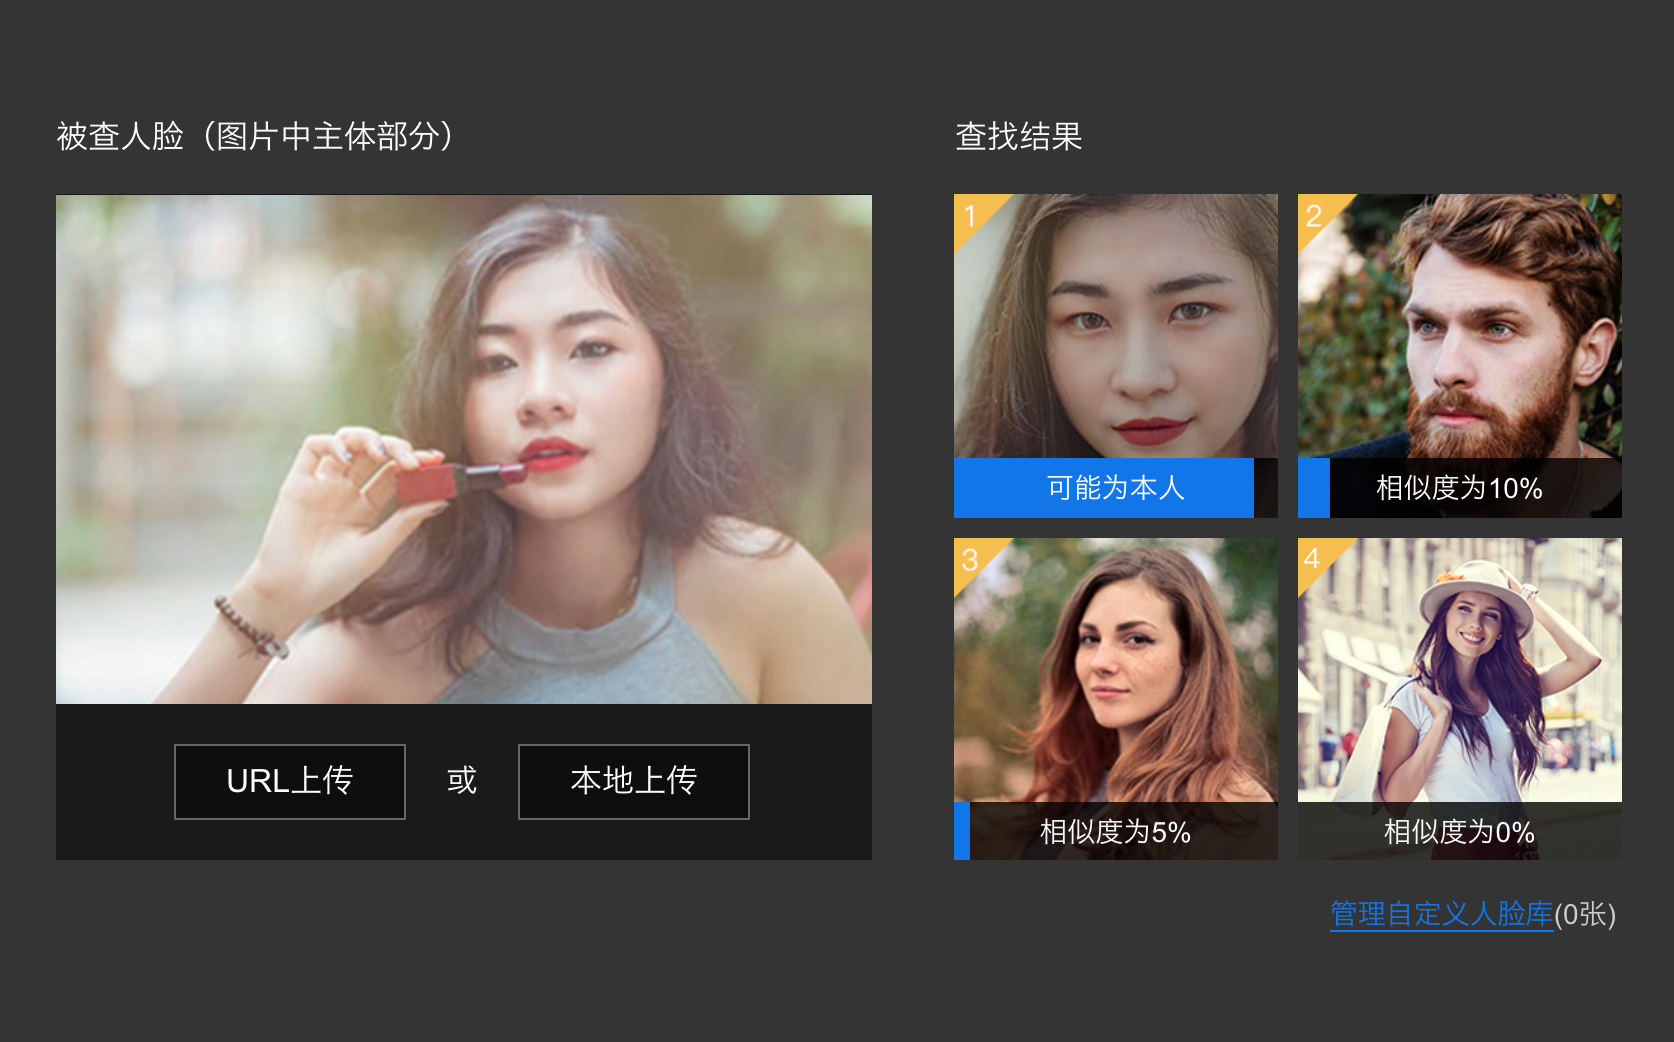 被查人脸（图片中主体部分）
URL上传
或
本地上传
查找结果
1
可能为本人
2
相似度为10%
3
相似度为5%
4
相似度为0%
管理自定义人脸库(0张)